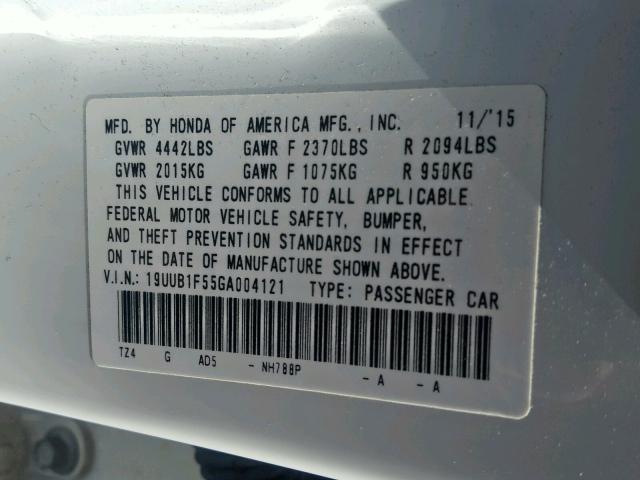 MFD. BY HONDA OF AMERICA MFG., INC. 11/'15
GVWR 4442LBS GAWR F 2370LBS R 2094LBS
GVWR 2015KG GAWR F 1075KG R 950KG
THIS VEHICLE CONFORMS TO ALL APPLICABLE
FEDERAL MOTOR VEHICLE SAFETY, BUMPER,
AND THEFT PREVENTION STANDARDS IN EFFECT
ON THE DATE OF MANUFACTURE SHOWN ABOVE.
V.I.N.: 19UUB1F55GA004121 TYPE: PASSENGER CAR
TZ4 G AD5 - NH788P - A - A